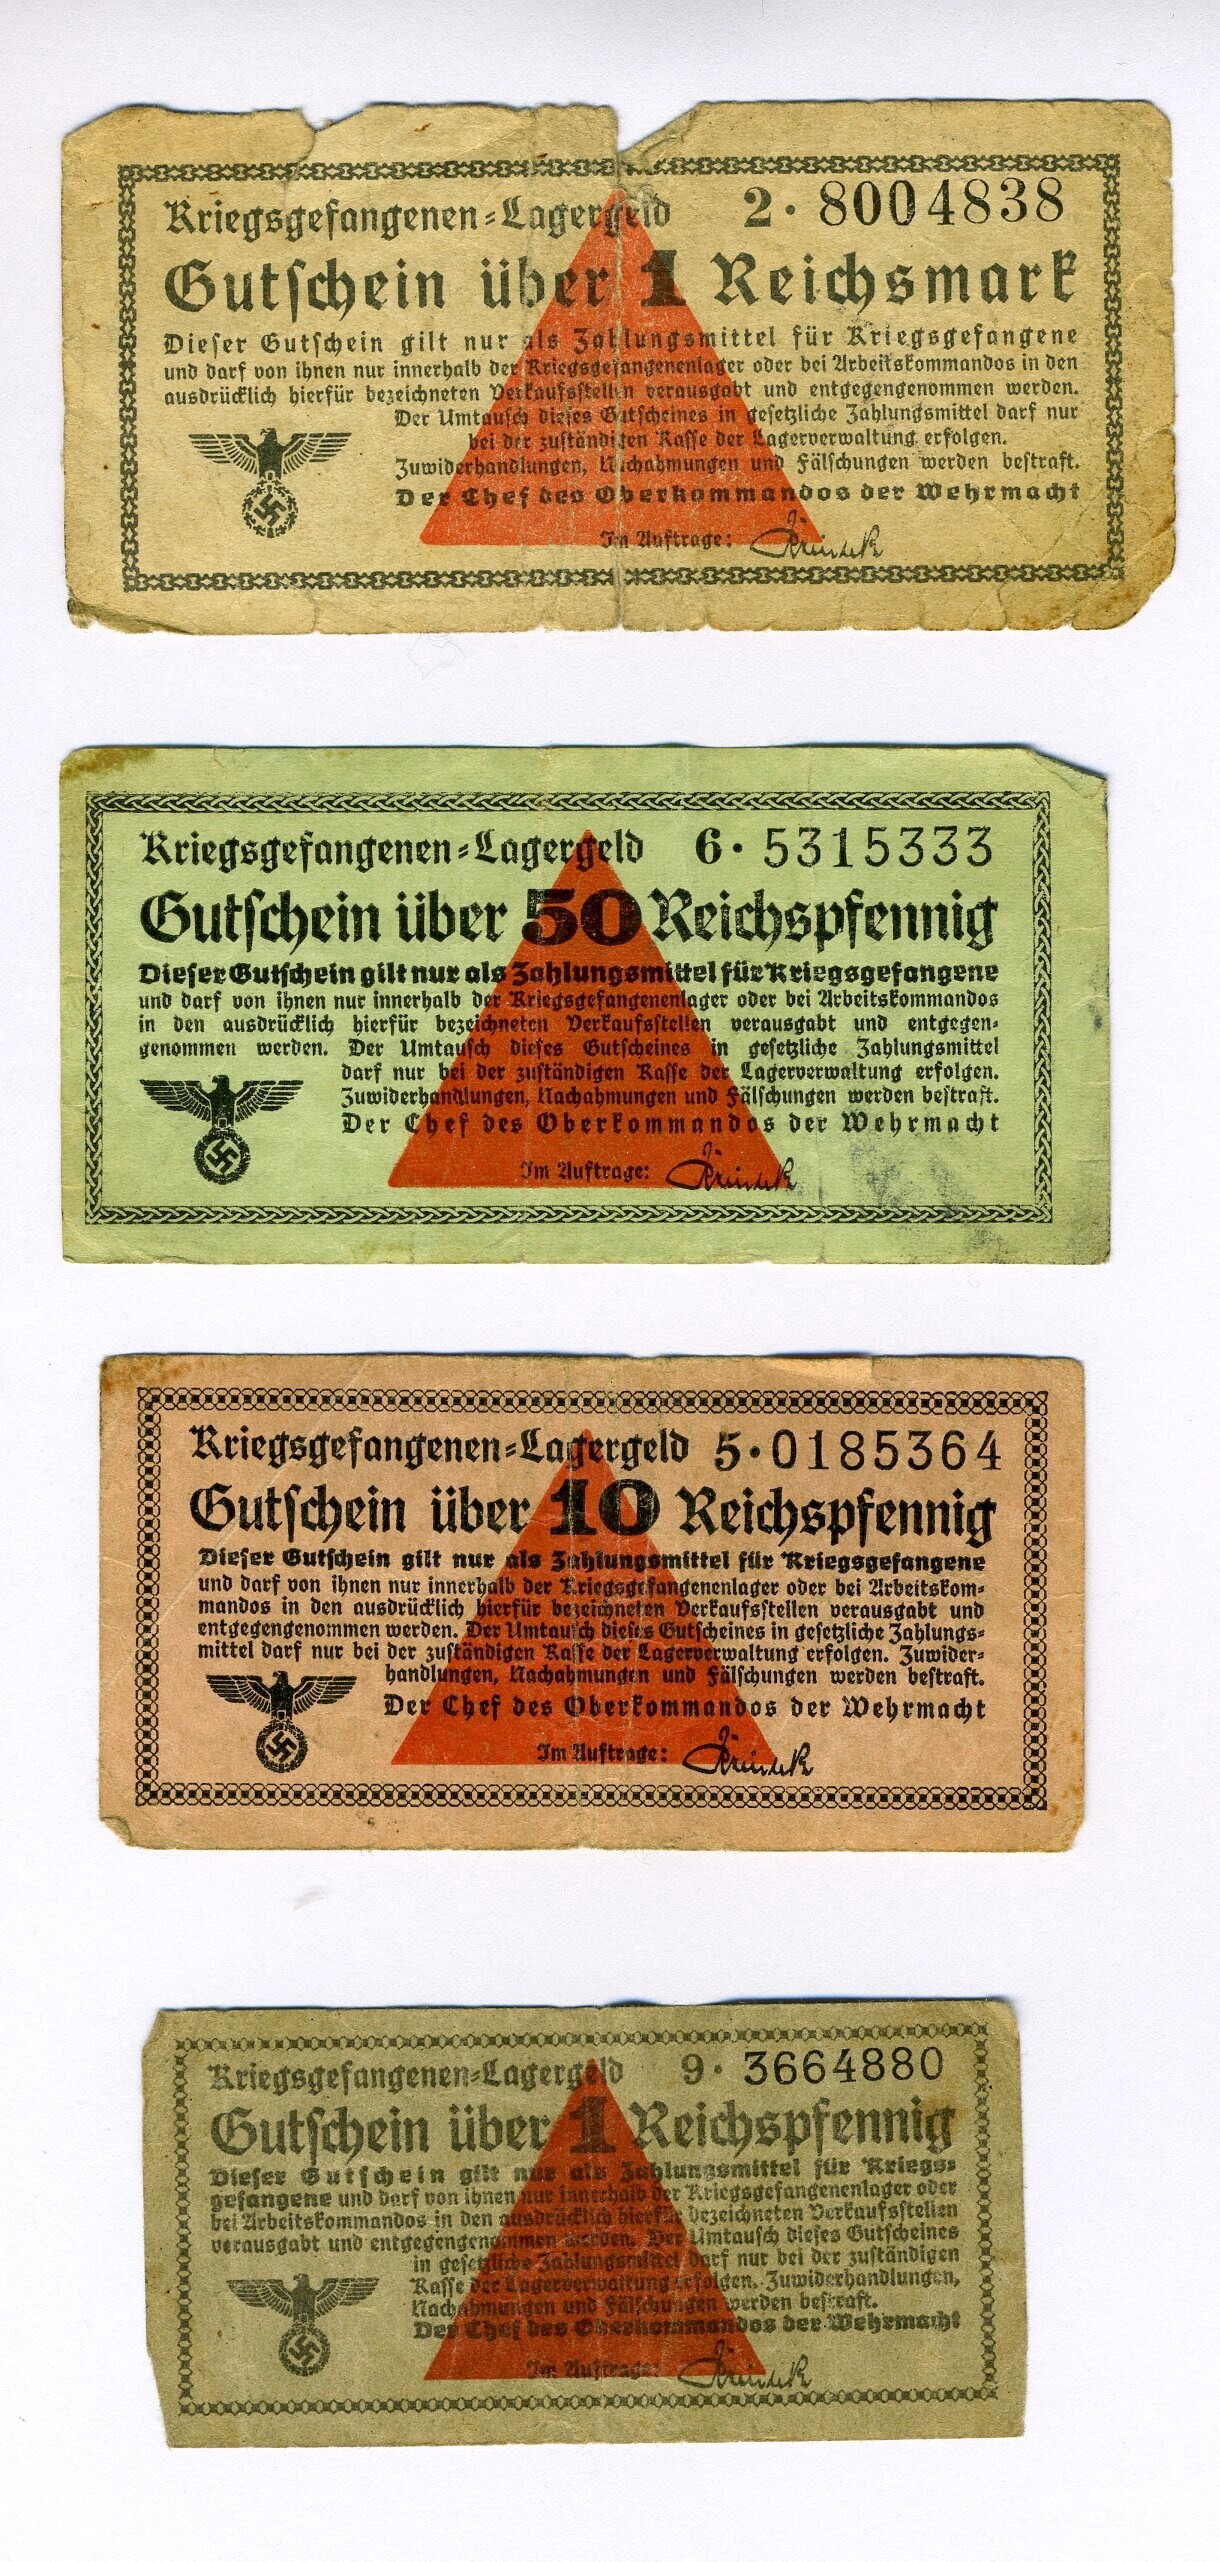 Kriegsgefangenen=Lagergeld 2· 8004838
Gutschein über 1 Reichsmark
Dieser Gutschein gilt nur als Zahlungsmittel für Kriegsgefangene
und darf von ihnen nur innerhalb der Kriegsgefangenenlager oder bei Arbeitskommandos in den
ausdrücklich hierfür bezeichneten Verkaufsstellen verausgabt und entgegengenommen werden.
Der Umtausch dieses Gutscheines in gesetzliche Zahlungsmittel darf nur
bei der zuständigen Kasse der Lagerverwaltung erfolgen.
Zuwiderhandlungen, Nachahmungen und Fälschungen werden bestraft.
Der Chef des Oberkommandos der Wehrmacht
Im Auftrage:
Kriegsgefangenen=Lagergeld 6· 5315333
Gutschein über 50 Reichspfennig
Dieser Gutschein gilt nur als Zahlungsmittel für Kriegsgefangene
und darf von ihnen nur innerhalb der Kriegsgefangenenlager oder bei Arbeitskommandos
in den ausdrücklich hierfür bezeichneten Verkaufsstellen verausgabt und entgegen=
genommen werden. Der Umtausch dieses Gutscheines in gesetzliche Zahlungsmittel
darf nur bei der zuständigen Kasse der Lagerverwaltung erfolgen.
Zuwiderhandlungen, Nachahmungen und Fälschungen werden bestraft.
Der Chef des Oberkommandos der Wehrmacht
Im Auftrage:
Kriegsgefangenen=Lagergeld 5· 0185364
Gutschein über 10 Reichspfennig
Dieser Gutschein gilt nur als Zahlungsmittel für Kriegsgefangene
und darf von ihnen nur innerhalb der Kriegsgefangenenlager oder bei Arbeitskom=
mandos in den ausdrücklich hierfür bezeichneten Verkaufsstellen verausgabt und
entgegengenommen werden. Der Umtausch dieses Gutscheines in gesetzliche Zahlungs=
mittel darf nur bei der zuständigen Kasse der Lagerverwaltung erfolgen. Zuwider=
handlungen, Nachahmungen und Fälschungen werden bestraft.
Der Chef des Oberkommandos der Wehrmacht
Im Auftrage:
Kriegsgefangenen=Lagergeld 9· 3664880
Gutschein über 1 Reichspfennig
Dieser Gutschein gilt nur als Zahlungsmittel für Kriegs=
gefangene und darf von ihnen nur innerhalb der Kriegsgefangenenlager oder
bei Arbeitskommandos in den ausdrücklich hierfür bezeichneten Verkaufsstellen
verausgabt und entgegengenommen werden. Der Umtausch dieses Gutscheines
in gesetzliche Zahlungsmittel darf nur bei der zuständigen
Kasse der Lagerverwaltung erfolgen. Zuwiderhandlungen,
Nachahmungen und Fälschungen werden bestraft.
Der Chef des Oberkommandos der Wehrmacht
Im Auftrage: